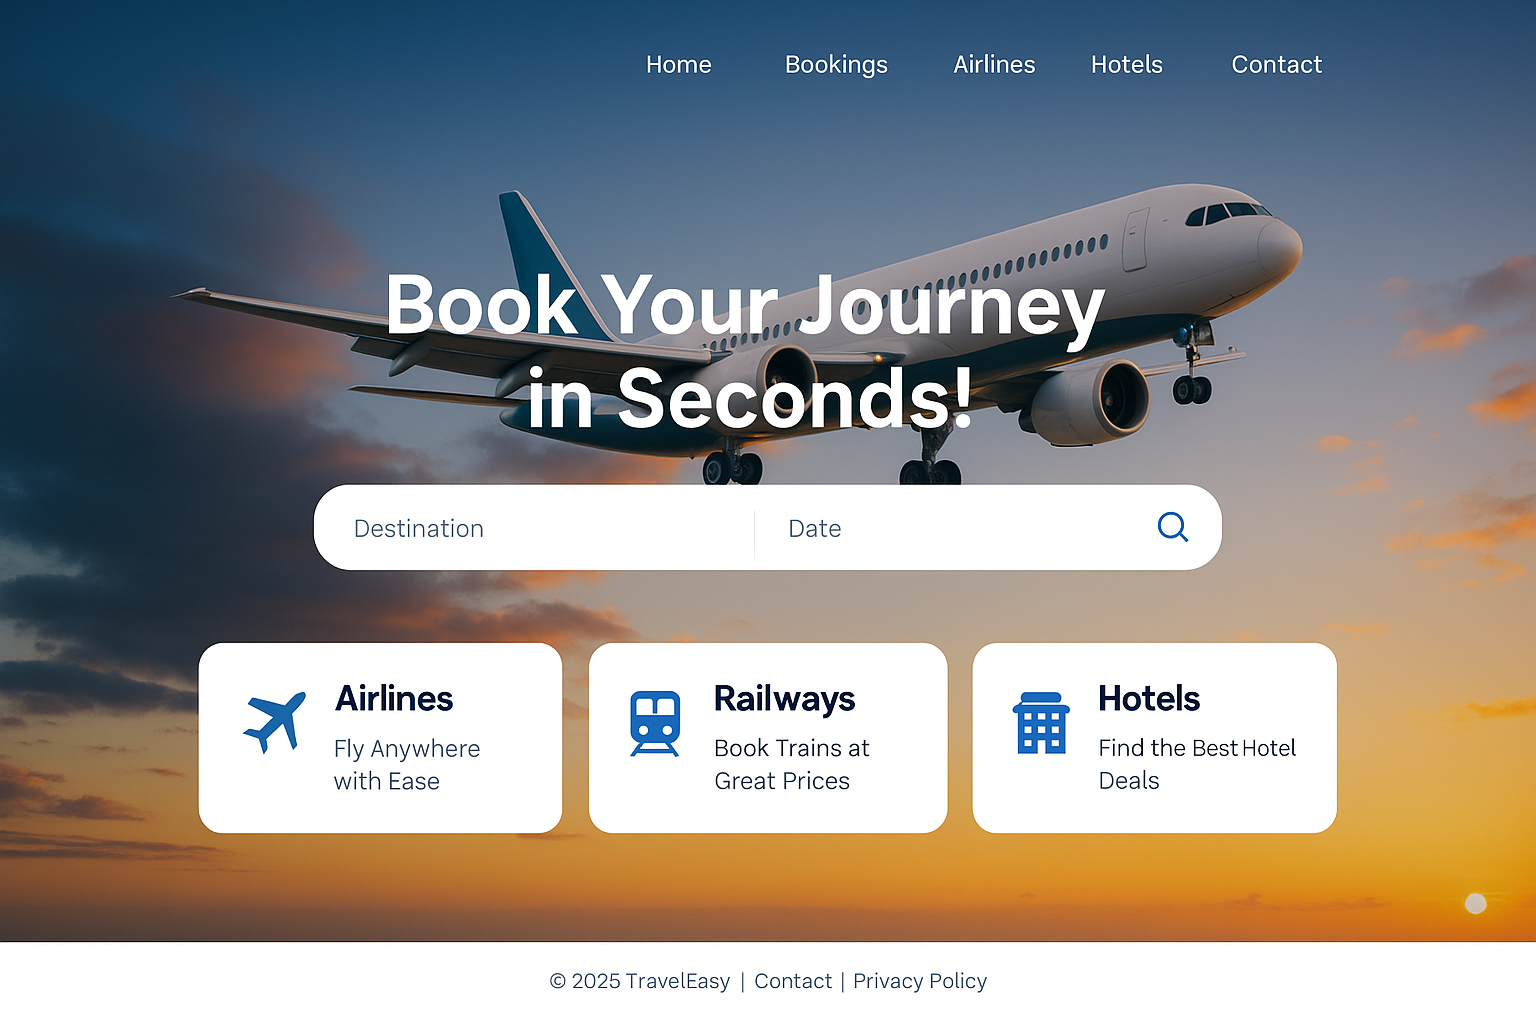 Home Bookings Airlines Hotels Contact
Book Your Journey
in Seconds!
Destination Date
Airlines
Fly Anywhere
with Ease
Railways
Book Trains at
Great Prices
Hotels
Find the Best Hotel
Deals
© 2025 TravelEasy | Contact | Privacy Policy